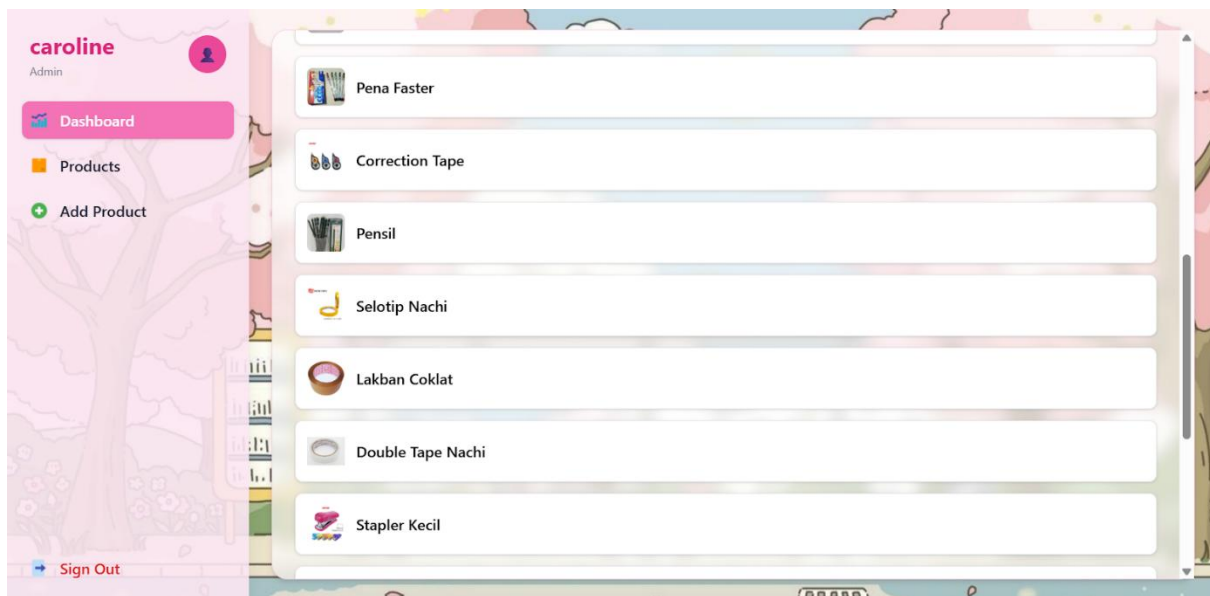 caroline
Admin
Dashboard
Products
Add Product
Sign Out
Pena Faster
Correction Tape
Pensil
Selotip Nachi
Lakban Coklat
Double Tape Nachi
Stapler Kecil